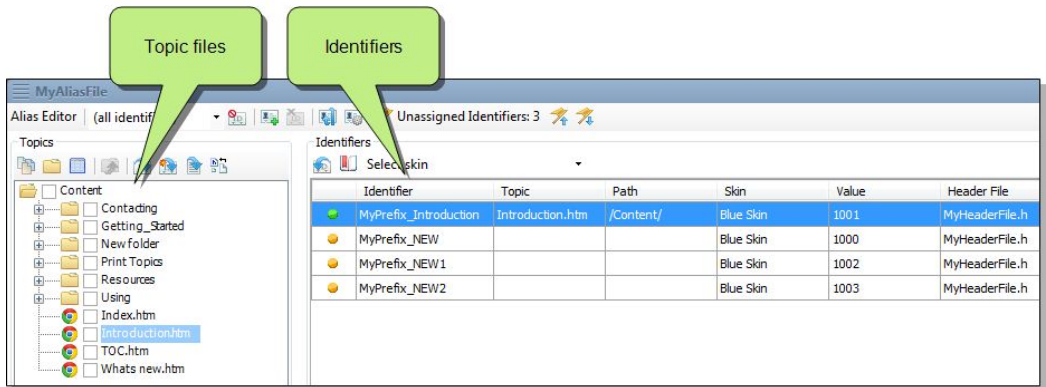 Topic files
Identifiers
MyAliasFile
Alias Editor (all identif Unassigned Identifiers: 3
Topics
Identifiers
Select skin
Content
Contacting
Getting_Started
New folder
Print Topics
Resources
Using
Index.htm
Introduction.htm
TOC.htm
Whats new.htm
Identifier Topic Path Skin Value Header File
MyPrefix_Introduction Introduction.htm /Content/ Blue Skin 1001 MyHeaderFile.h
MyPrefix_NEW Blue Skin 1000 MyHeaderFile.h
MyPrefix_NEW1 Blue Skin 1002 MyHeaderFile.h
MyPrefix_NEW2 Blue Skin 1003 MyHeaderFile.h